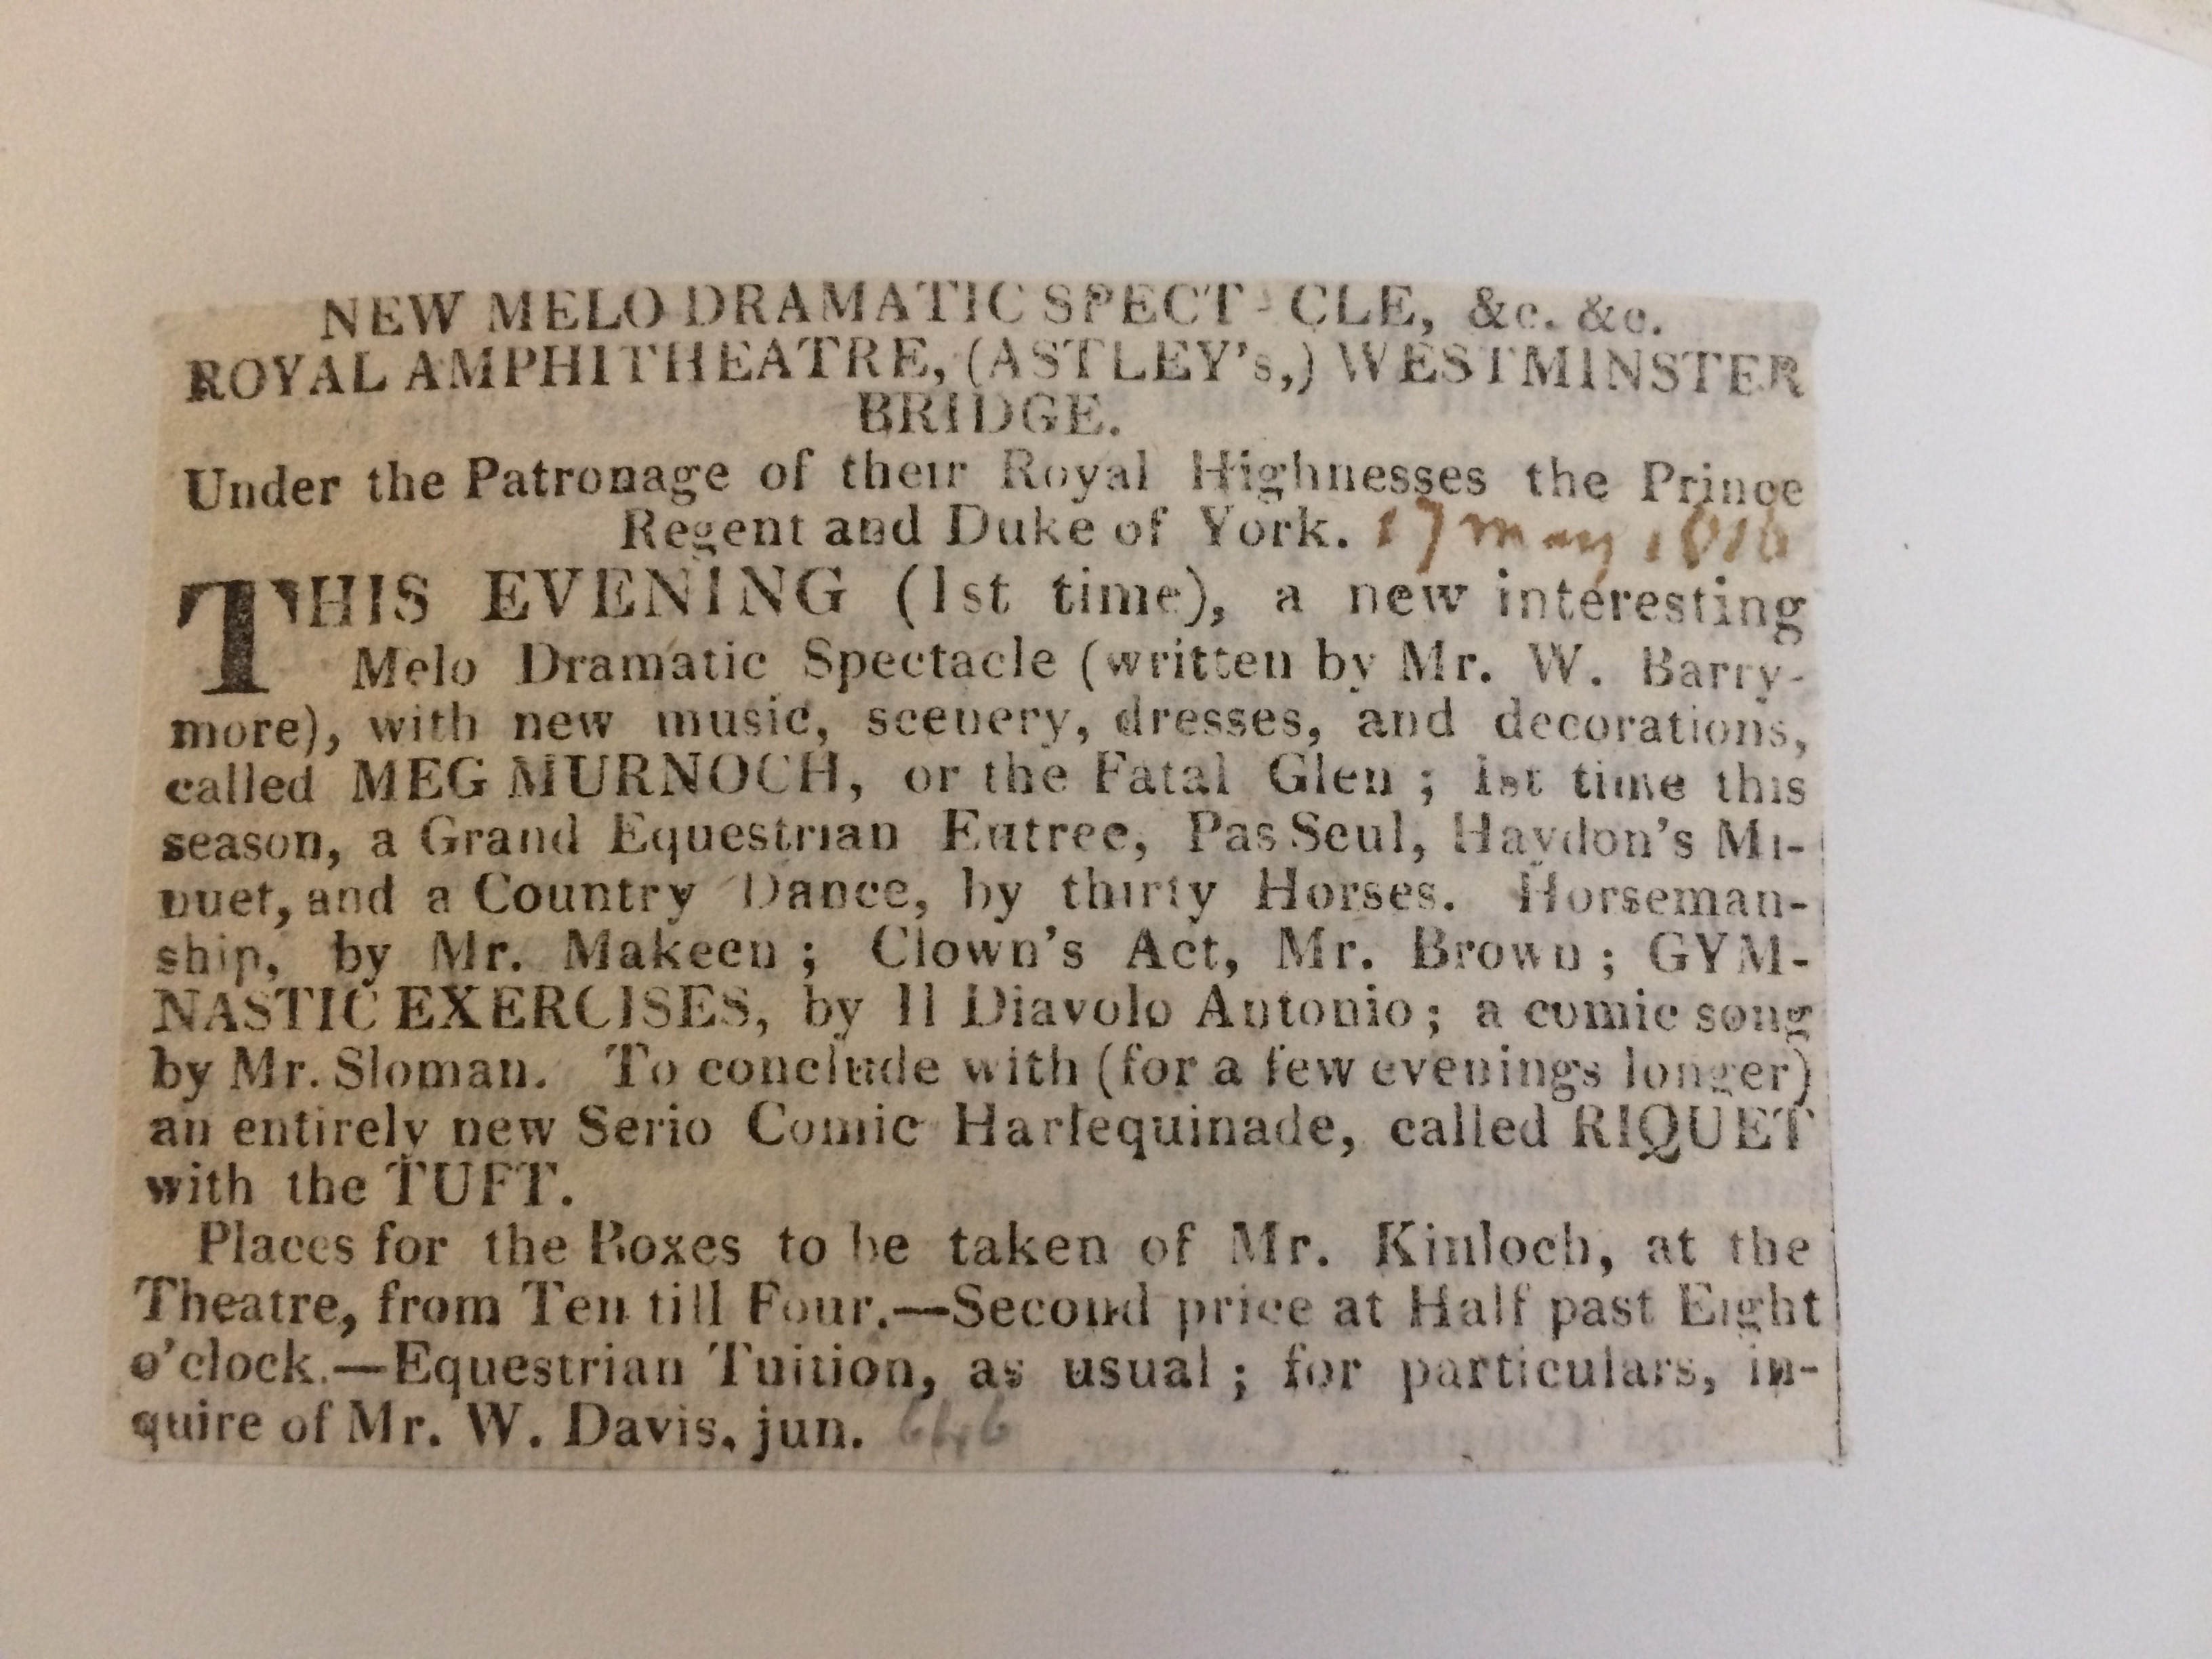 NEW MELO DRAMATIC SPECT CLE, &c. &c.
ROYAL AMPHITHEATRE, (ASTLEY's,) WESTMINSTER
BRIDGE.
Under the Patronage of their Royal Highnesses the Prince
Regent and Duke of York. 17 May 1816
THIS EVENING (1st time), a new interesting
Melo Dramatic Spectacle (written by Mr. W. Barry-
more), with new music, scenery, dresses, and decorations,
called MEG MURNOCH, or the Fatal Glen; 1st time this
season, a Grand Equestrian Entree, Pas Seul, Haydon's Mi-
nuet, and a Country Dance, by thirty Horses. Horseman-
ship, by Mr. Makeen; Clown's Act, Mr. Brown; GYM-
NASTIC EXERCISES, by Il Diavolo Antonio; a comic song
by Mr. Sloman. To conclude with (for a few evenings longer)
an entirely new Serio Comic Harlequinade, called RIQUET
with the TUFT.
Places for the Boxes to be taken of Mr. Kinloch, at the
Theatre, from Ten till Four.—Second price at Half past Eight
o'clock.—Equestrian Tuition, as usual; for particulars, in-
quire of Mr. W. Davis, jun.